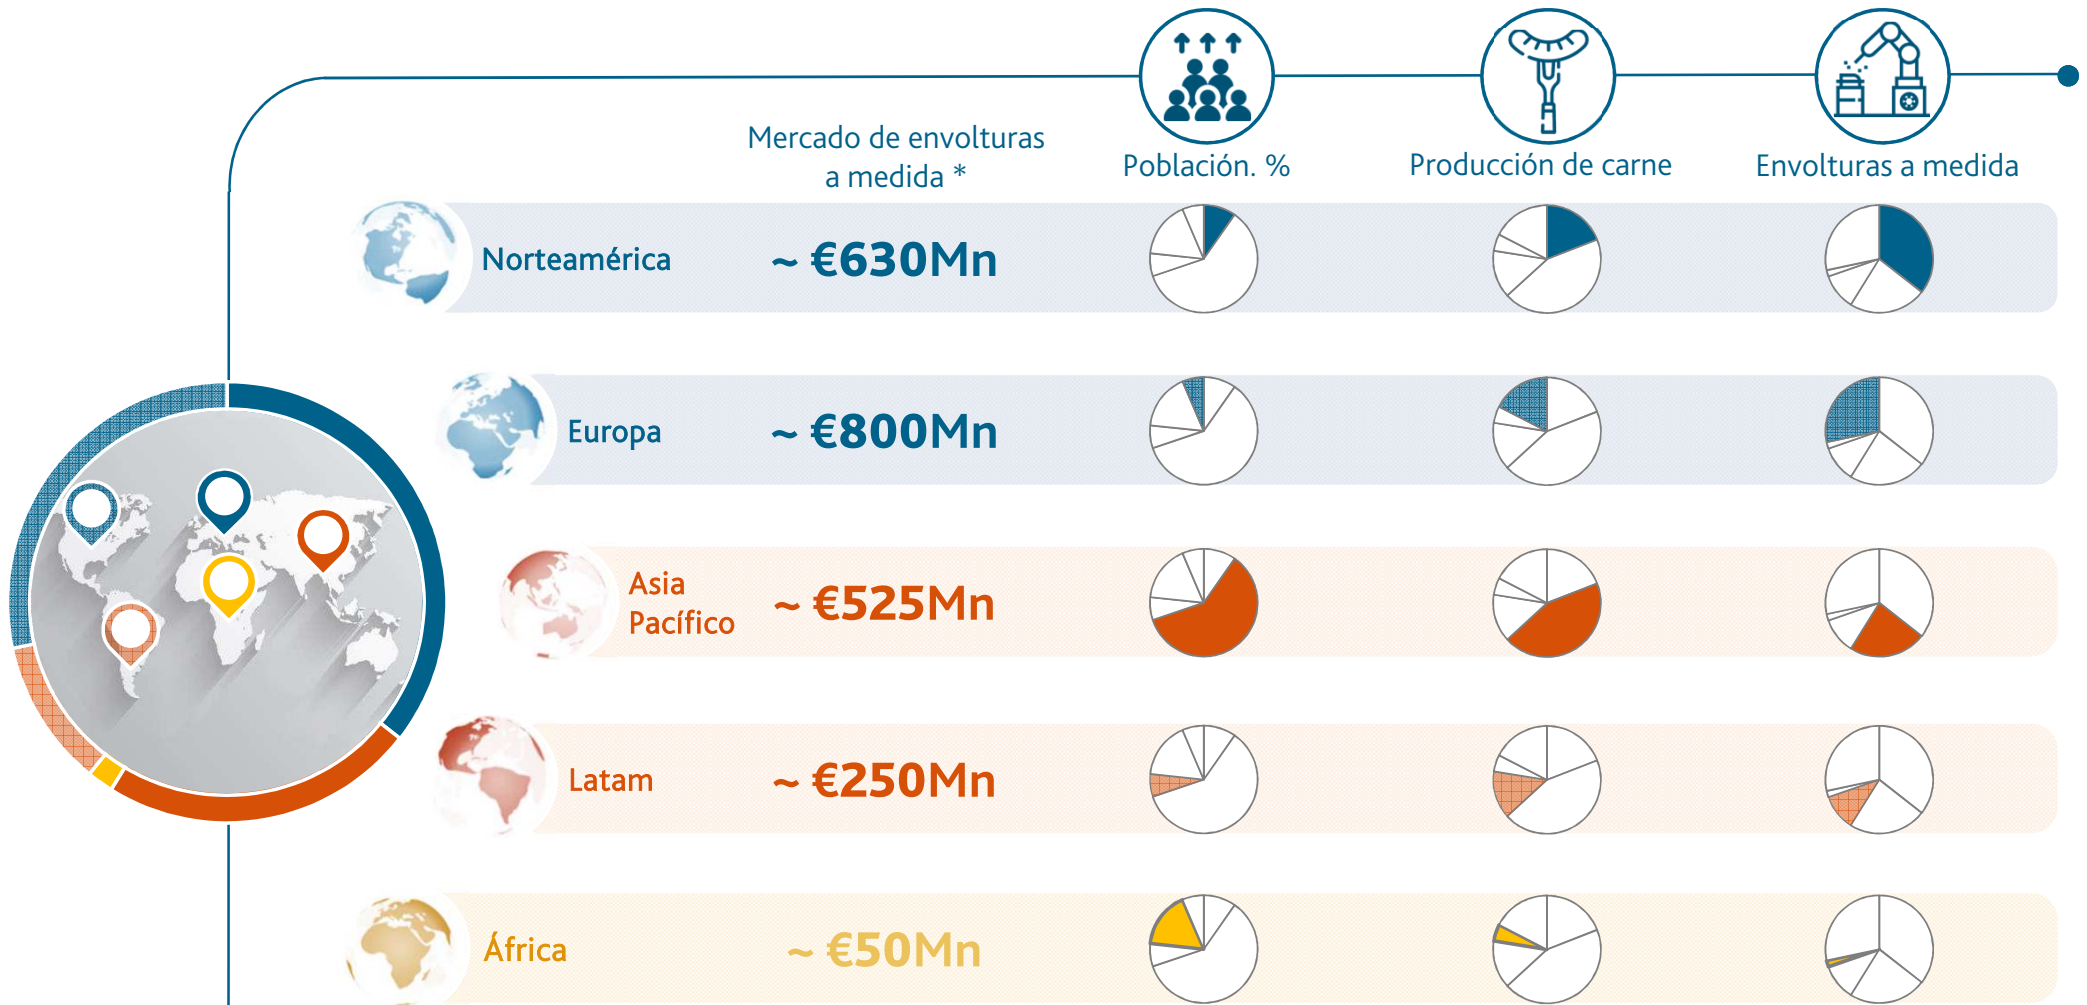 Mercado de envolturas
a medida *
Población. %
Producción de carne
Envolturas a medida
Norteamérica
~ €630Mn
Europa
~ €800Mn
Asia
Pacífico
~ €525Mn
Latam
~ €250Mn
África
~ €50Mn